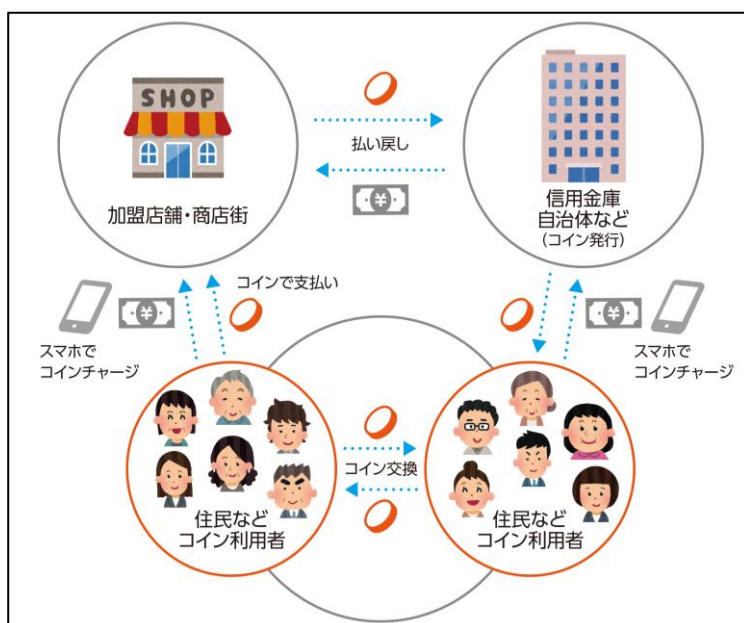 SHOP
加盟店舗・商店街
払い戻し
¥
信用金庫
自治体など
(コイン発行)
¥
コインで支払い
スマホで
コインチャージ
¥
スマホで
コインチャージ
コイン交換
住民など
コイン利用者
住民など
コイン利用者